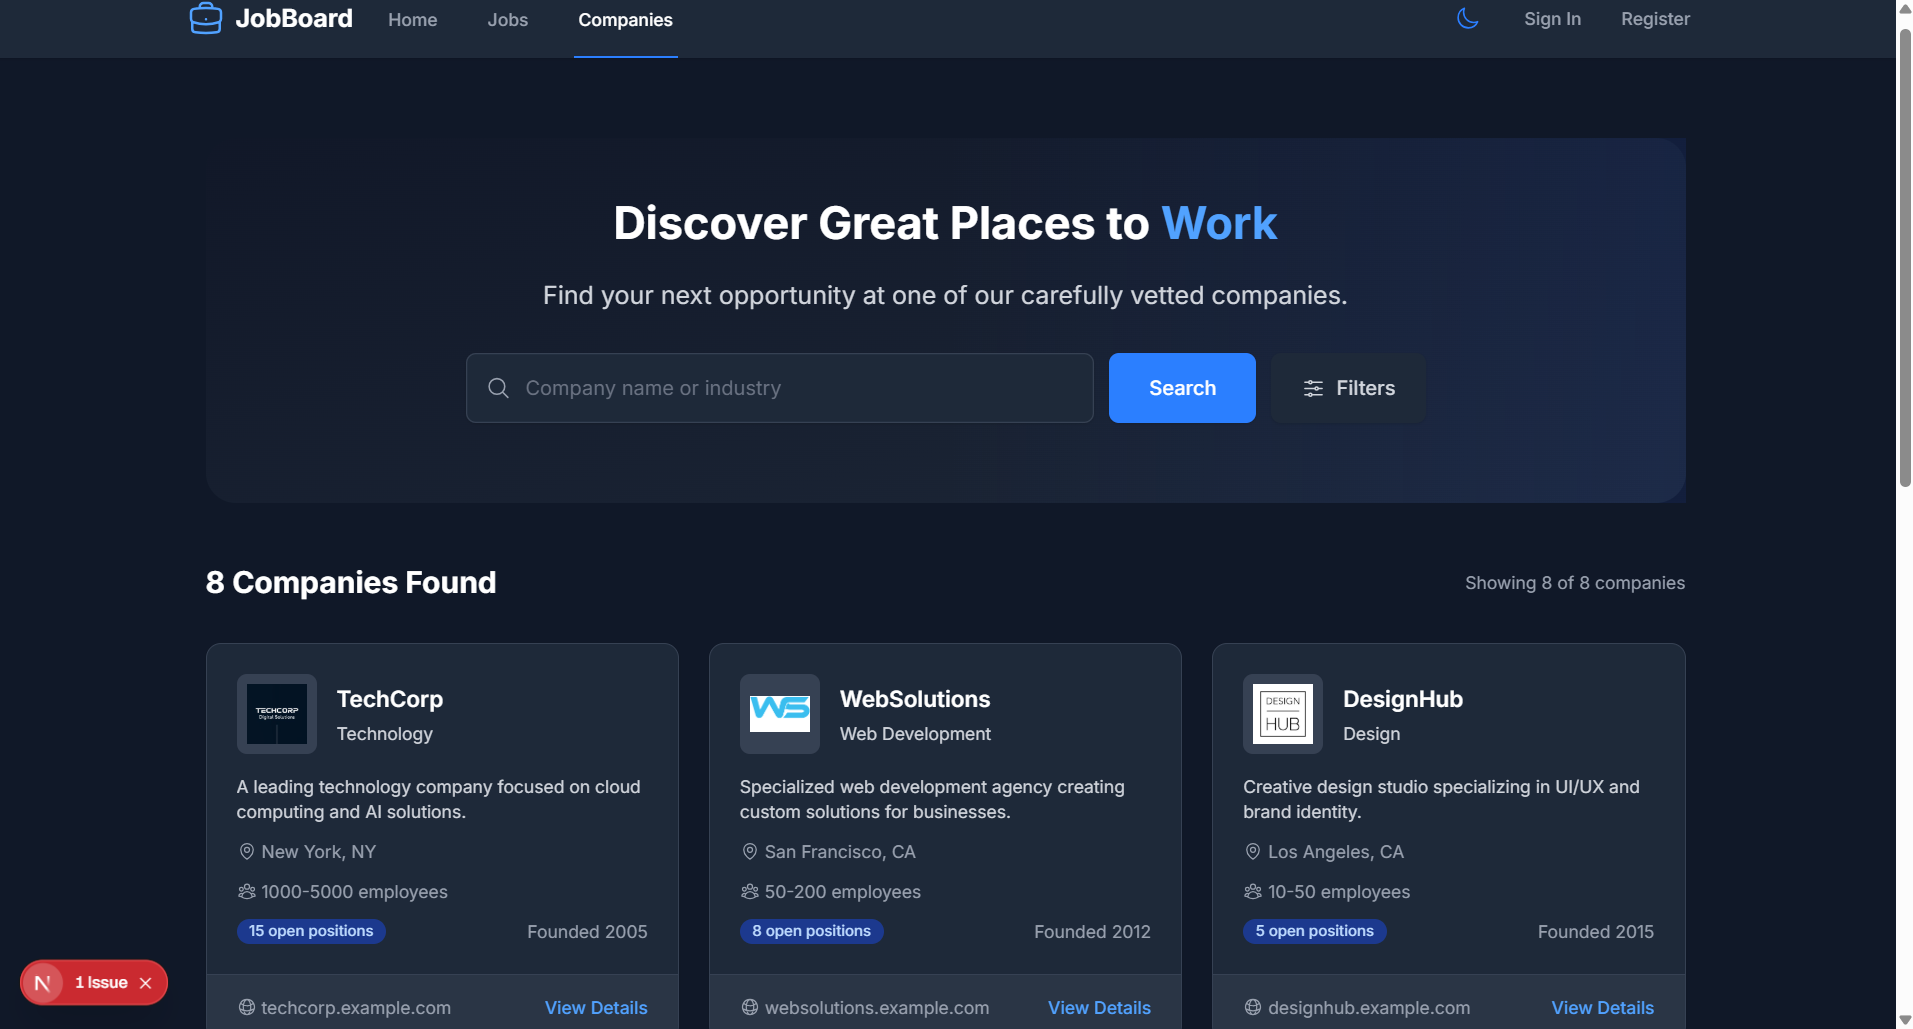 JobBoard Home Jobs Companies Sign In Register
Discover Great Places to Work
Find your next opportunity at one of our carefully vetted companies.
Company name or industry Search Filters
8 Companies Found Showing 8 of 8 companies
TECHCORP
Digital Solutions
TechCorp
Technology
A leading technology company focused on cloud
computing and AI solutions.
New York, NY
1000-5000 employees
15 open positions Founded 2005
techcorp.example.com View Details
WS
WebSolutions
Web Development
Specialized web development agency creating
custom solutions for businesses.
San Francisco, CA
50-200 employees
8 open positions Founded 2012
websolutions.example.com View Details
DESIGN
HUB
DesignHub
Design
Creative design studio specializing in UI/UX and
brand identity.
Los Angeles, CA
10-50 employees
5 open positions Founded 2015
designhub.example.com View Details
N 1 Issue